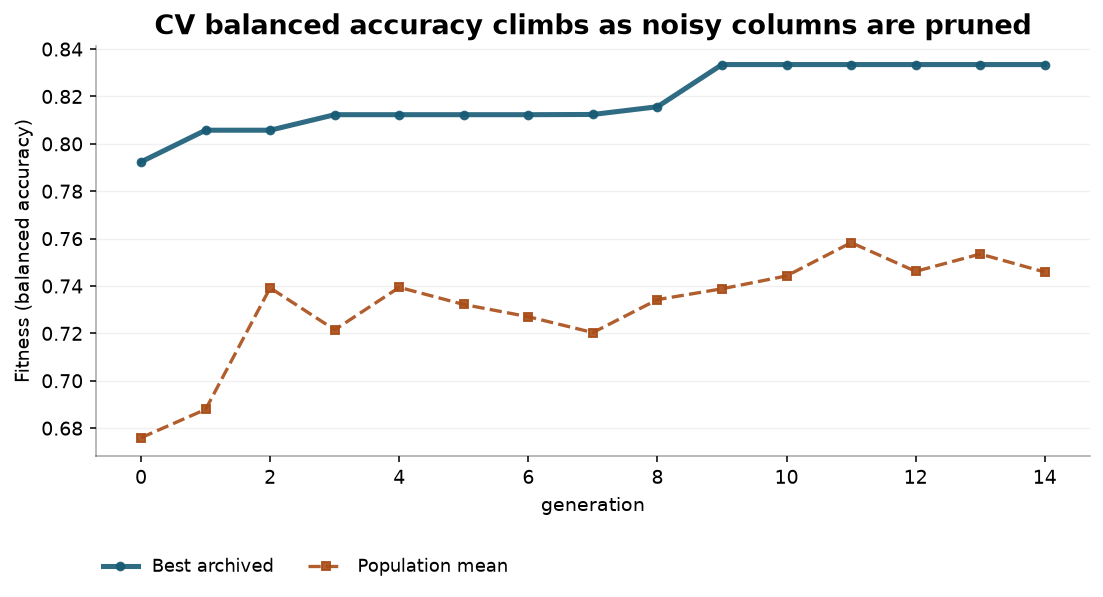 CV balanced accuracy climbs as noisy columns are pruned
Fitness (balanced accuracy)
0.84
0.82
0.80
0.78
0.76
0.74
0.72
0.70
0.68
0 2 4 6 8 10 12 14
generation
Best archived Population mean